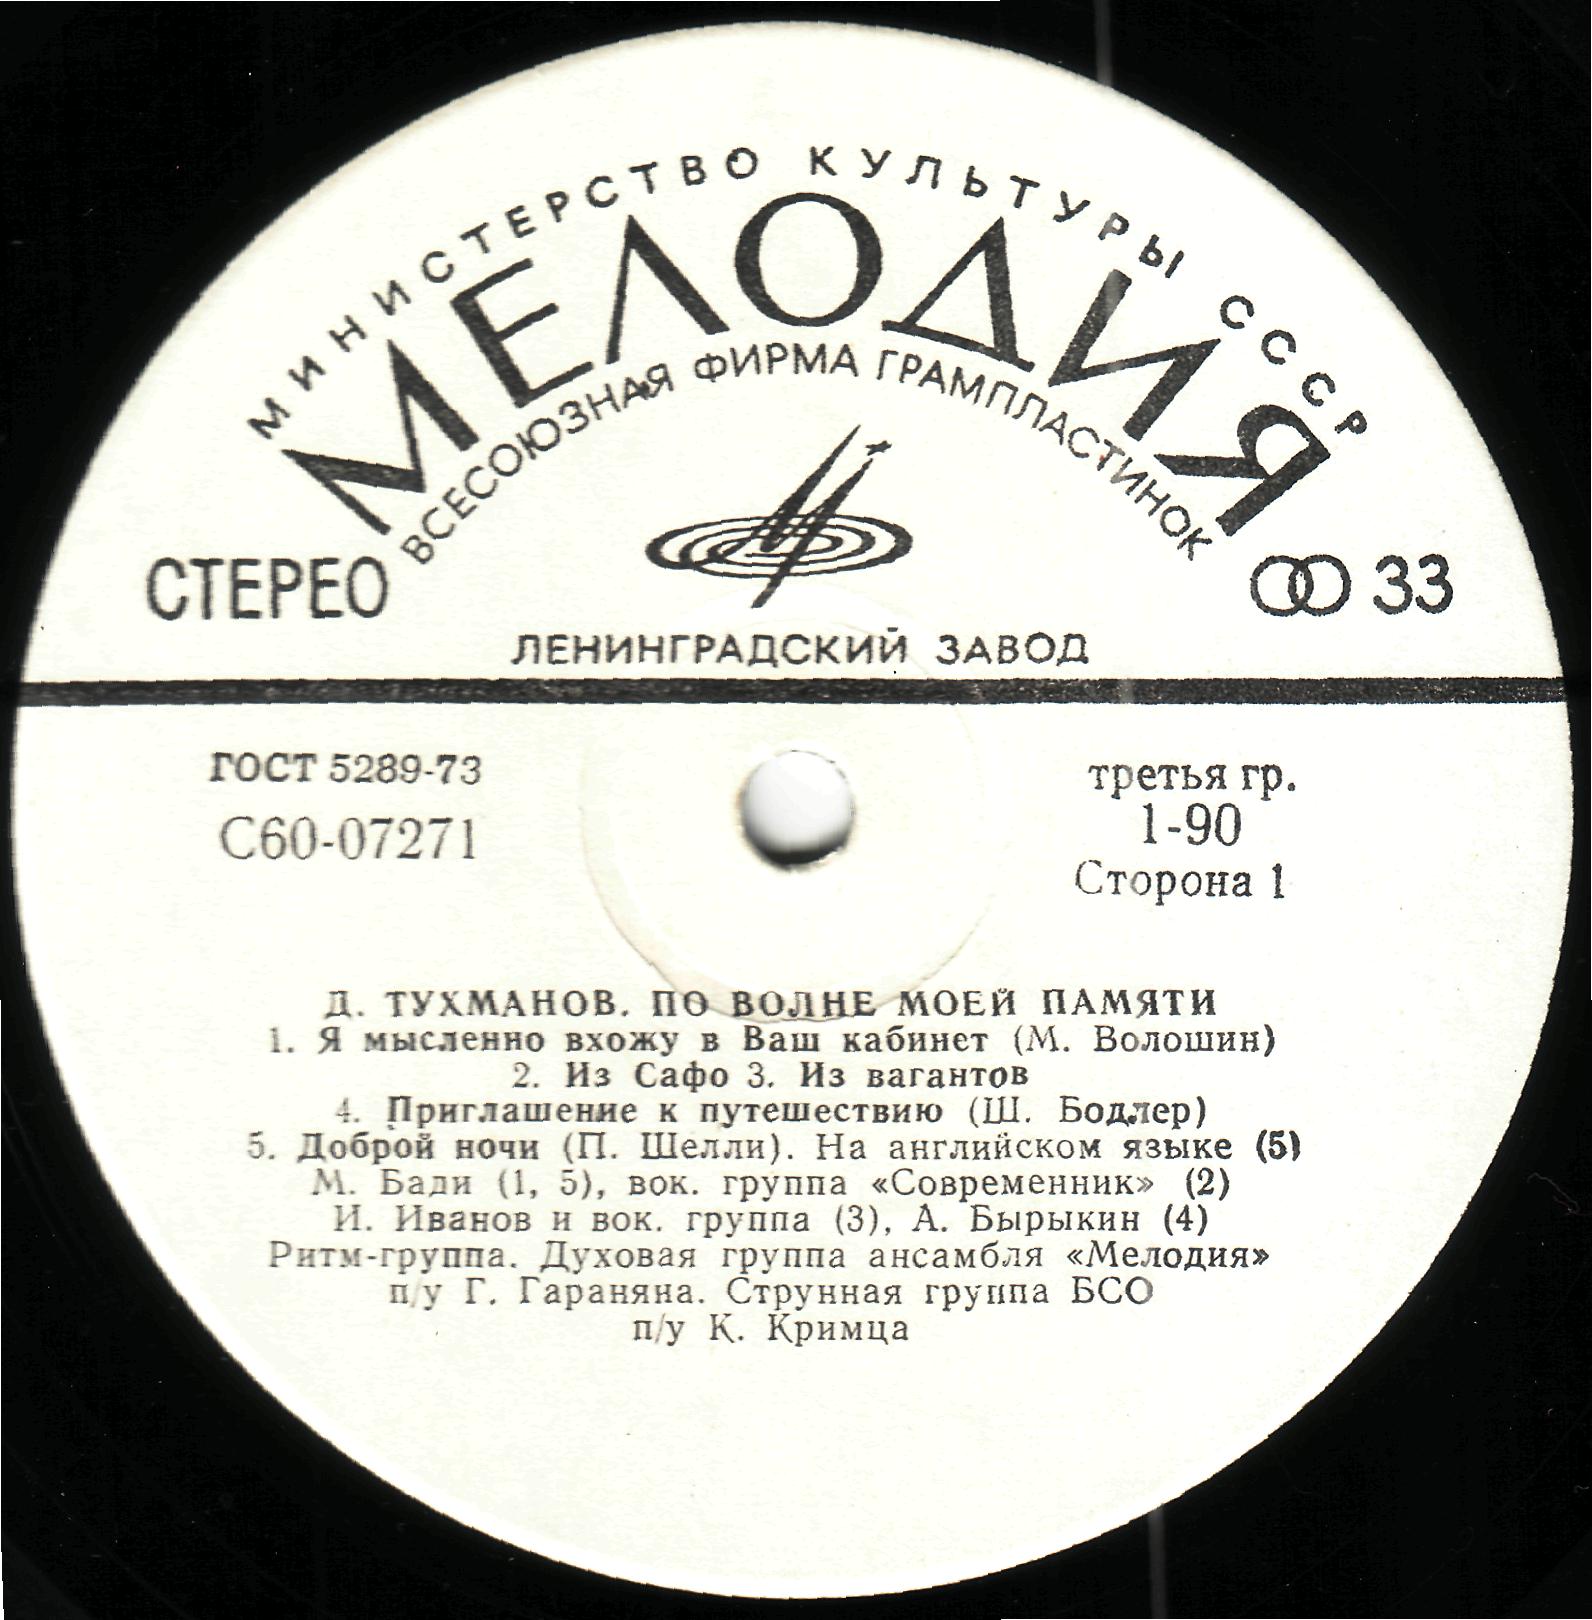 МИНИСТЕРСТВО КУЛЬТУРЫ СССР
МЕЛОДИЯ
ВСЕСОЮЗНАЯ ФИРМА ГРАМПЛАСТИНОК
СТЕРЕО
33
ЛЕНИНГРАДСКИЙ ЗАВОД
ГОСТ 5289-73
С60-07271
третья гр.
1-90
Сторона 1
Д. ТУХМАНОВ. ПО ВОЛНЕ МОЕЙ ПАМЯТИ
1. Я мысленно вхожу в Ваш кабинет (М. Волошин)
2. Из Сафо 3. Из вагантов
4. Приглашение к путешествию (Ш. Бодлер)
5. Доброй ночи (П. Шелли). На английском языке (5)
М. Бади (1, 5), вок. группа «Современник» (2)
И. Иванов и вок. группа (3), А. Бырыкин (4)
Ритм-группа. Духовая группа ансамбля «Мелодия»
п/у Г. Гараняна. Струнная группа БСО
п/у К. Кримца